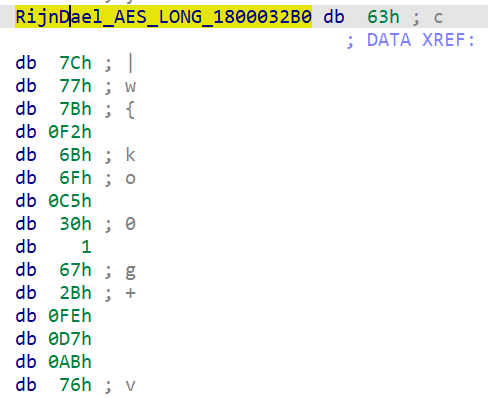 RijnDael_AES_LONG_1800032B0 db  63h ; c
; DATA XREF:
db  7Ch ; |
db  77h ; w
db  7Bh ; {
db 0F2h
db  6Bh ; k
db  6Fh ; o
db 0C5h
db  30h ; 0
db    1
db  67h ; g
db  2Bh ; +
db 0FEh
db 0D7h
db 0ABh
db  76h ; v